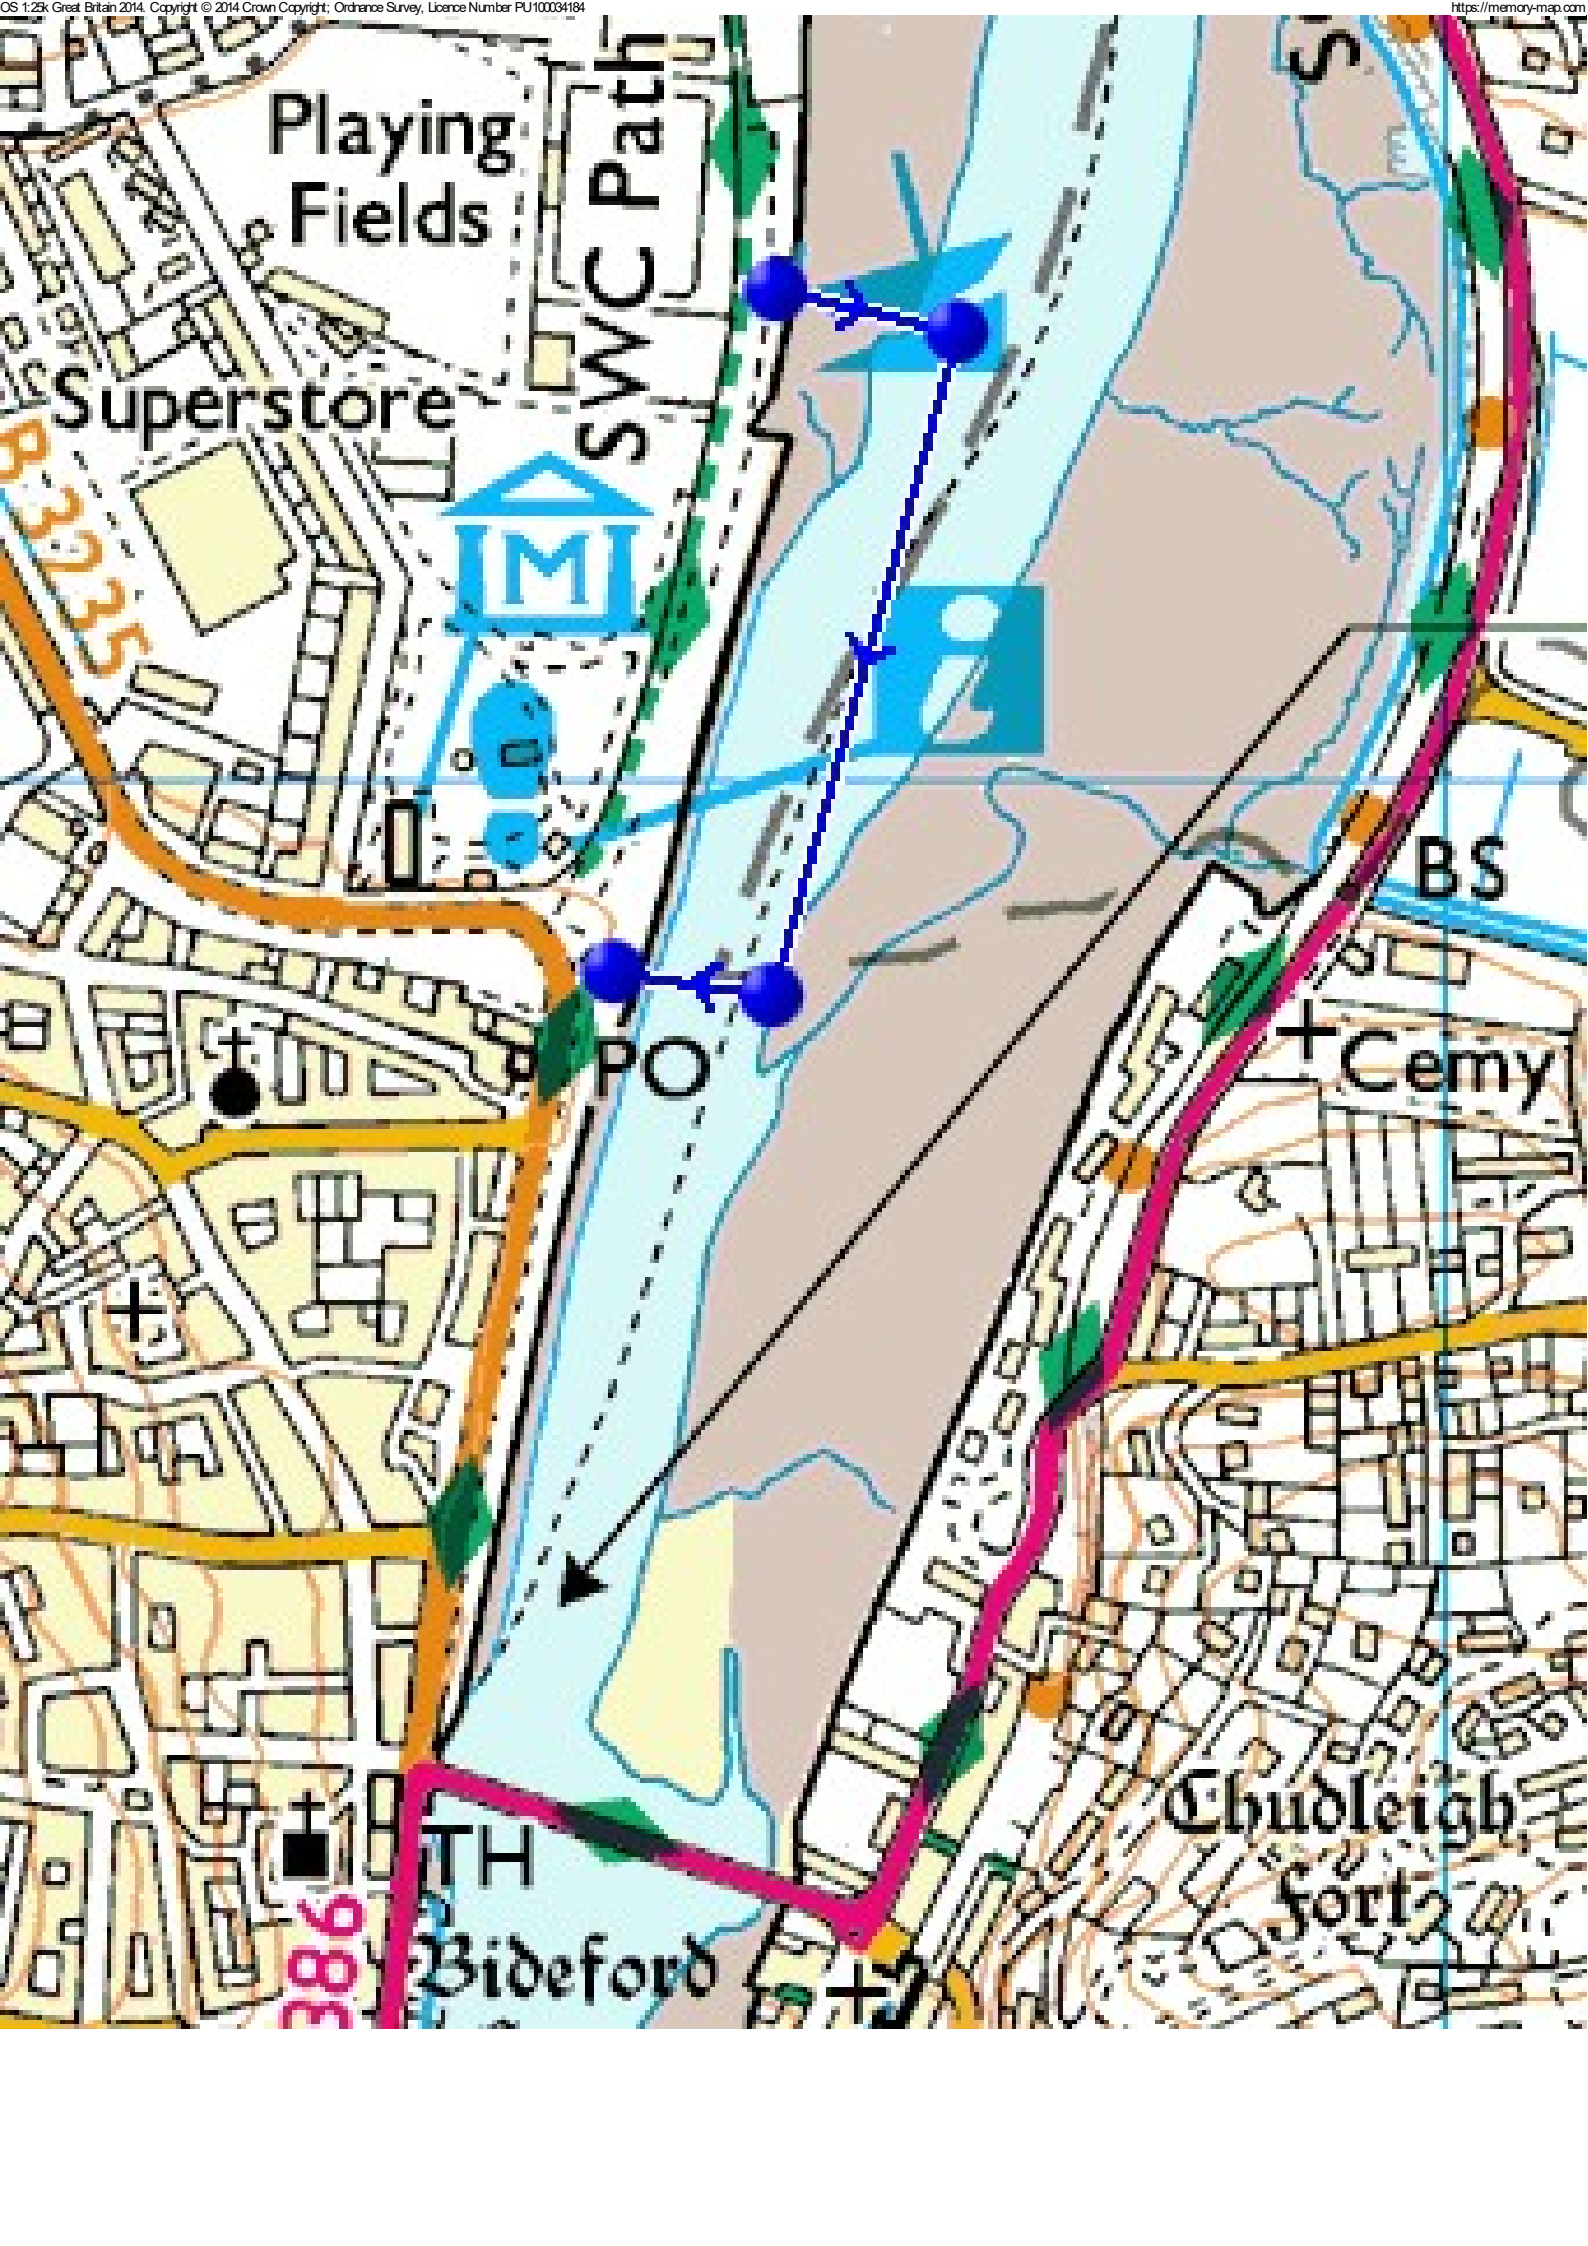 OS 1:25k Great Britain 2014. Copyright © 2014 Crown Copyright; Ordnance Survey, Licence Number PU100034184
https://memory-map.com
S
Playing
Fields
SWC Path
Superstore
B 3235
M
i
BS
PO
Cemy
TH
386
Bideford
Chudleigh
Fort